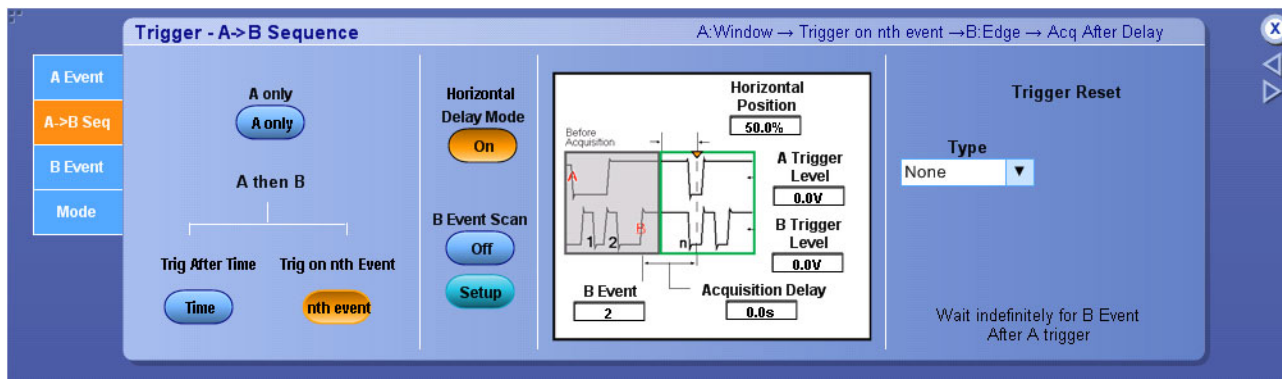 Trigger - A->B Sequence
A:Window → Trigger on nth event →B:Edge → Acq After Delay
X
A Event
A->B Seq
B Event
Mode
A only
A only
A then B
Trig After Time
Trig on nth Event
Time
nth event
Horizontal
Delay Mode
On
B Event Scan
Off
Setup
Horizontal
Position
50.0%
Before
Acquisition
A
A Trigger
Level
0.0V
B Trigger
Level
0.0V
1 2
B
n
B Event
2
Acquisition Delay
0.0s
Trigger Reset
Type
None
Wait indefinitely for B Event
After A trigger